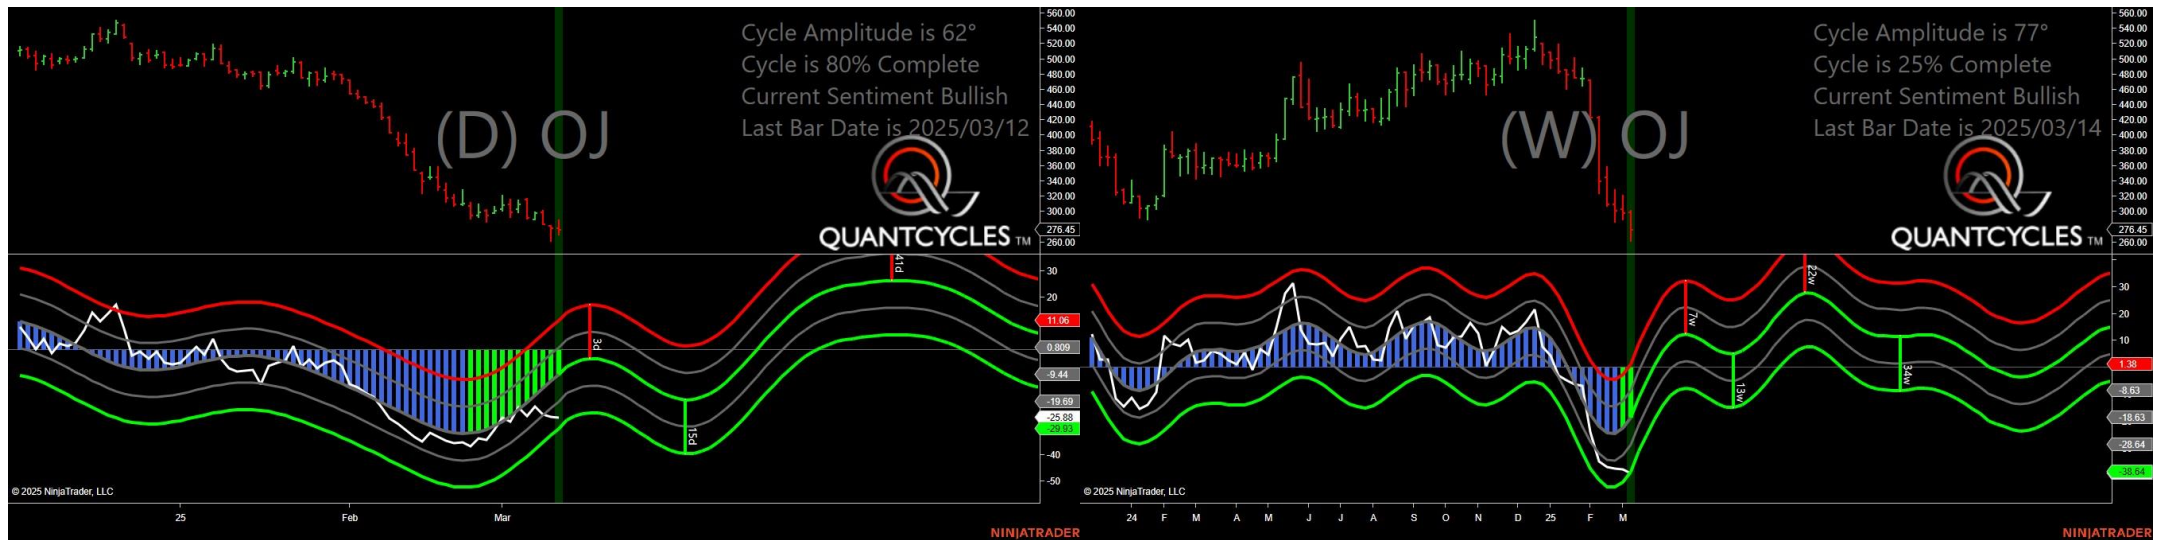 Cycle Amplitude is 62°
Cycle is 80% Complete
Current Sentiment Bullish
Last Bar Date is 2025/03/12
(D) OJ
QUANTCYCLES TM
560.00
540.00
520.00
500.00
480.00
460.00
440.00
420.00
400.00
380.00
360.00
340.00
320.00
300.00
276.45
260.00
41d
3d
15d
30
20
11.06
0.809
-9.44
-19.69
-25.88
-29.93
-40
-50
© 2025 NinjaTrader, LLC
25 Feb Mar
NINJATRADER
Cycle Amplitude is 77°
Cycle is 25% Complete
Current Sentiment Bullish
Last Bar Date is 2025/03/14
(W) OJ
QUANTCYCLES TM
560.00
540.00
520.00
500.00
480.00
460.00
440.00
420.00
400.00
380.00
360.00
340.00
320.00
300.00
276.45
260.00
7w
22w
13w
34w
30
20
10
1.38
-8.63
-18.63
-28.64
-38.64
© 2025 NinjaTrader, LLC
24 F M A M J J A S O N D 25 F M
NINJATRADER